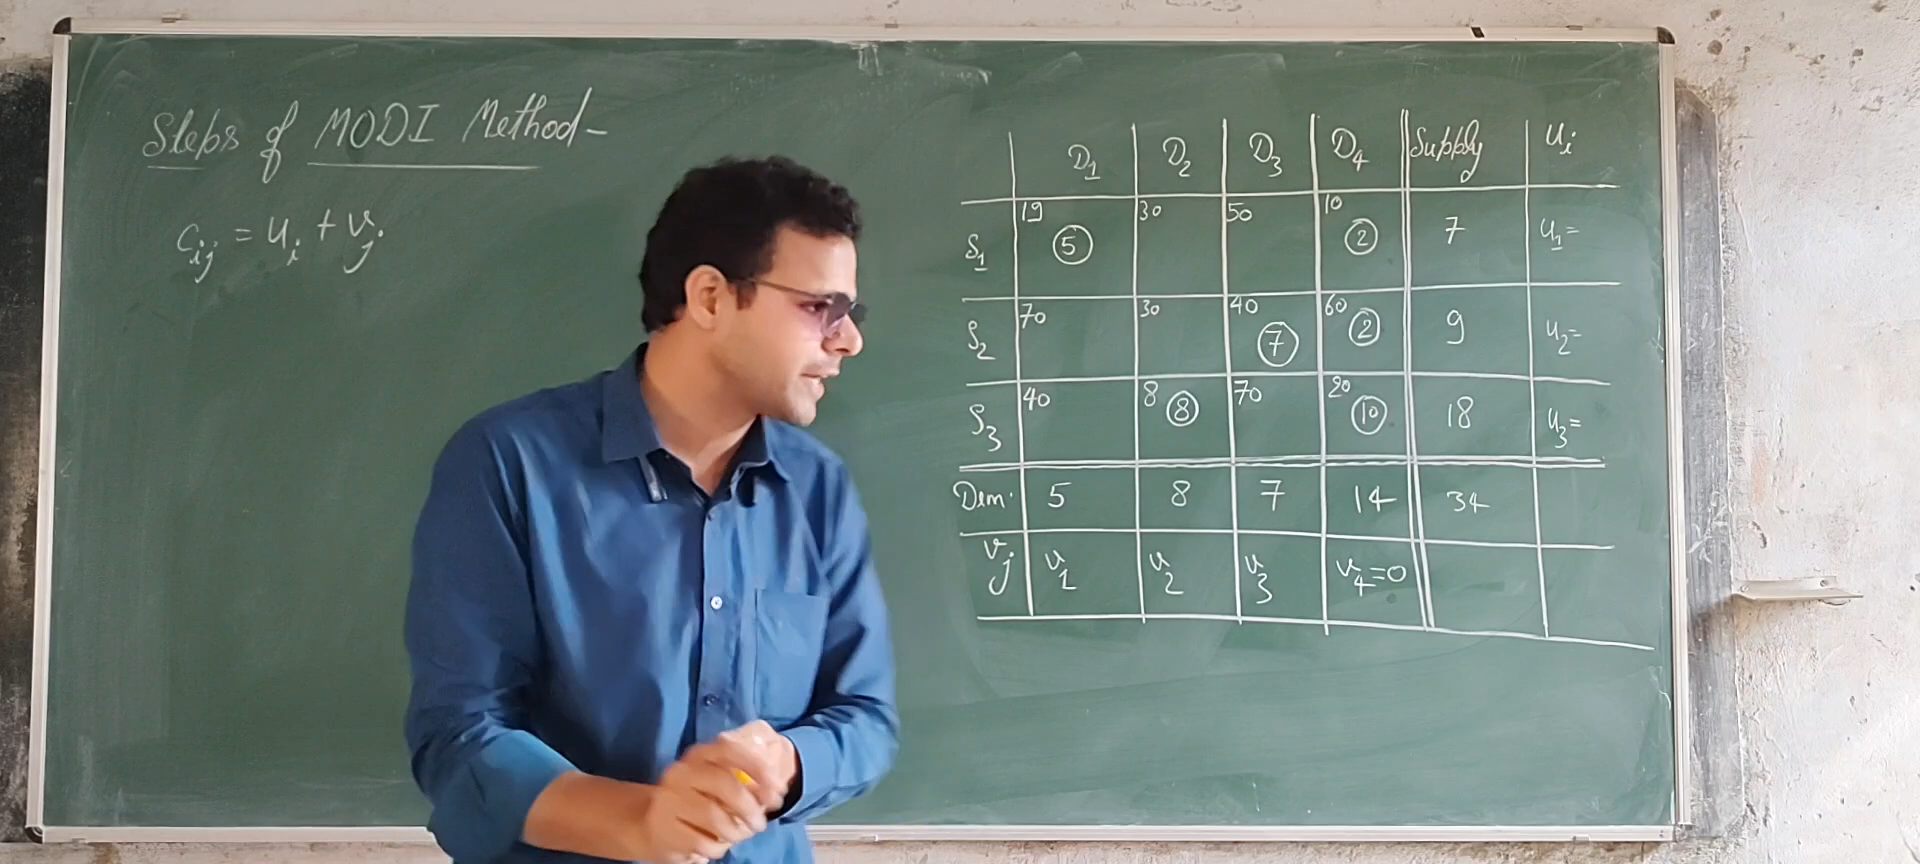 Steps of MODI Method-
cij = ui + vj.
D1 D2 D3 D4 Supply ui
S1 19 (5) 30 50 10 (2) 7 u1=
S2 70 30 40 (7) 60 (2) 9 u2=
S3 40 8 (8) 70 20 (10) 18 u3=
Dem. 5 8 7 14 34
vj v1 v2 v3 v4=0